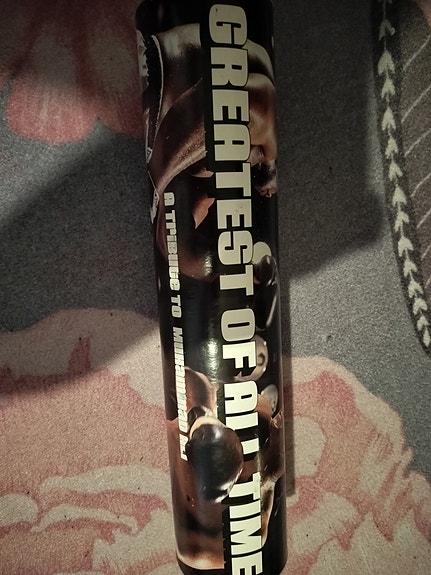 GREATEST OF ALL TIME
A TRIBUTE TO MUHAMMAD ALI